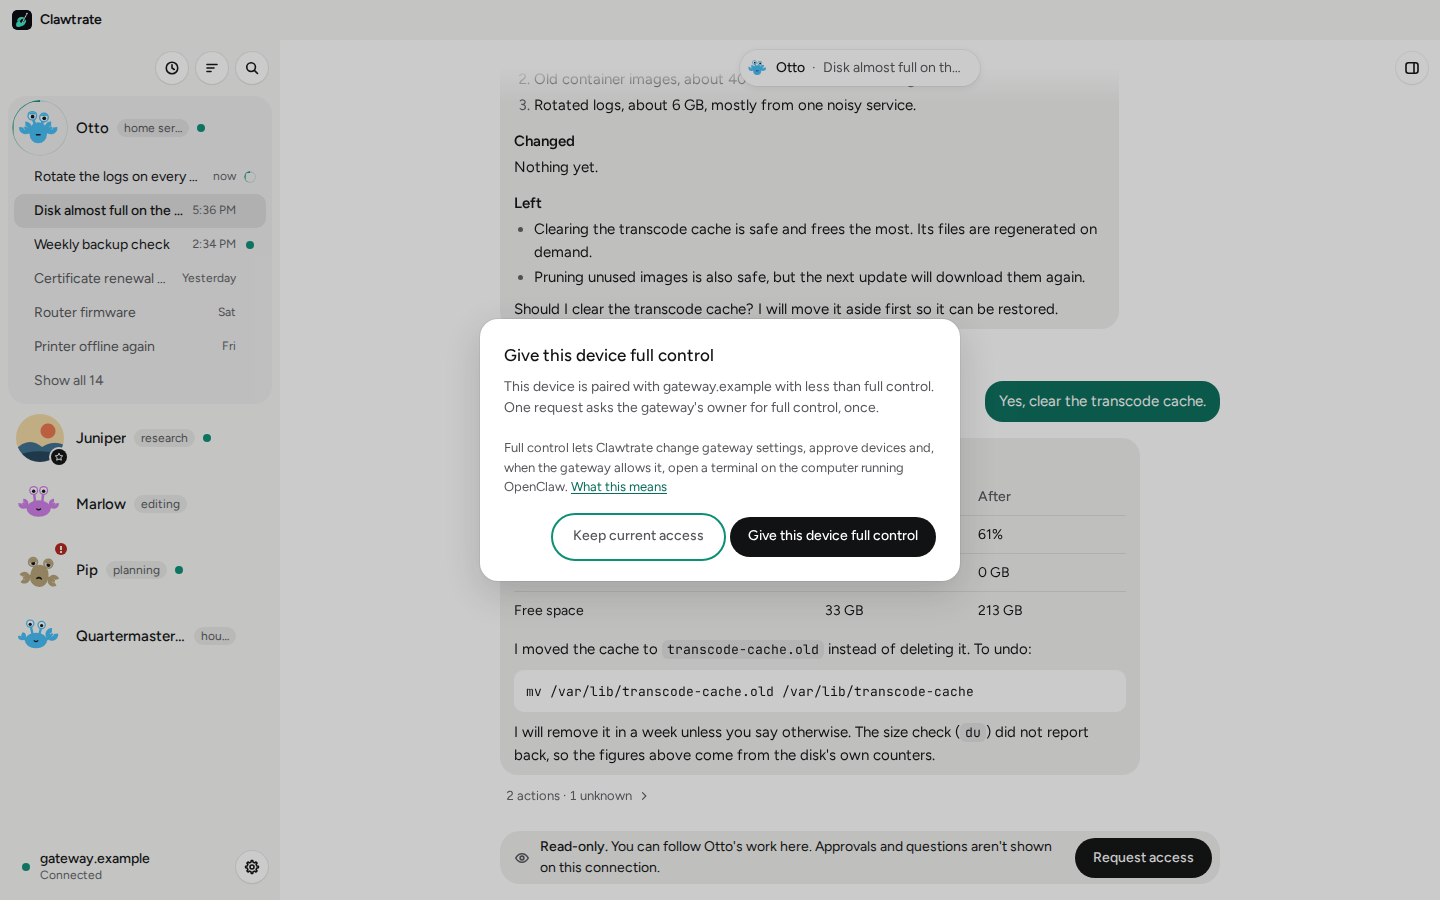 Clawtrate
Otto home ser...
Rotate the logs on every ... now
Disk almost full on the ... 5:36 PM
Weekly backup check 2:34 PM
Certificate renewal ... Yesterday
Router firmware Sat
Printer offline again Fri
Show all 14
Juniper research
Marlow editing
Pip planning
Quartermaster... hou...
gateway.example
Connected
Otto · Disk almost full on th...
2. Old container images, about 40
3. Rotated logs, about 6 GB, mostly from one noisy service.
Changed
Nothing yet.
Left
• Clearing the transcode cache is safe and frees the most. Its files are regenerated on
demand.
• Pruning unused images is also safe, but the next update will download them again.
Should I clear the transcode cache? I will move it aside first so it can be restored.
Yes, clear the transcode cache.
Give this device full control
This device is paired with gateway.example with less than full control.
One request asks the gateway's owner for full control, once.
Full control lets Clawtrate change gateway settings, approve devices and,
when the gateway allows it, open a terminal on the computer running
OpenClaw. What this means
Keep current access Give this device full control
After
61%
0 GB
Free space 33 GB 213 GB
I moved the cache to transcode-cache.old instead of deleting it. To undo:
mv /var/lib/transcode-cache.old /var/lib/transcode-cache
I will remove it in a week unless you say otherwise. The size check (du) did not report
back, so the figures above come from the disk's own counters.
2 actions · 1 unknown
Read-only. You can follow Otto's work here. Approvals and questions aren't shown
on this connection.
Request access